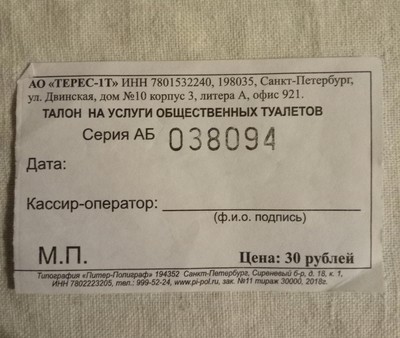 АО «ТЕРЕС-1Т» ИНН 7801532240, 198035, Санкт-Петербург,
ул. Двинская, дом №10 корпус 3, литера А, офис 921.
ТАЛОН НА УСЛУГИ ОБЩЕСТВЕННЫХ ТУАЛЕТОВ
Серия АБ 038094
Дата:
Кассир-оператор:
(ф.и.о. подпись)
М.П. Цена: 30 рублей
Типография «Питер-Полиграф» 194352 Санкт-Петербург, Сиреневый б-р, д. 18, к. 1,
ИНН 7802223205, тел.: 999-52-24, www.pi-pol.ru, зак. №11 тираж 30000, 2018г.